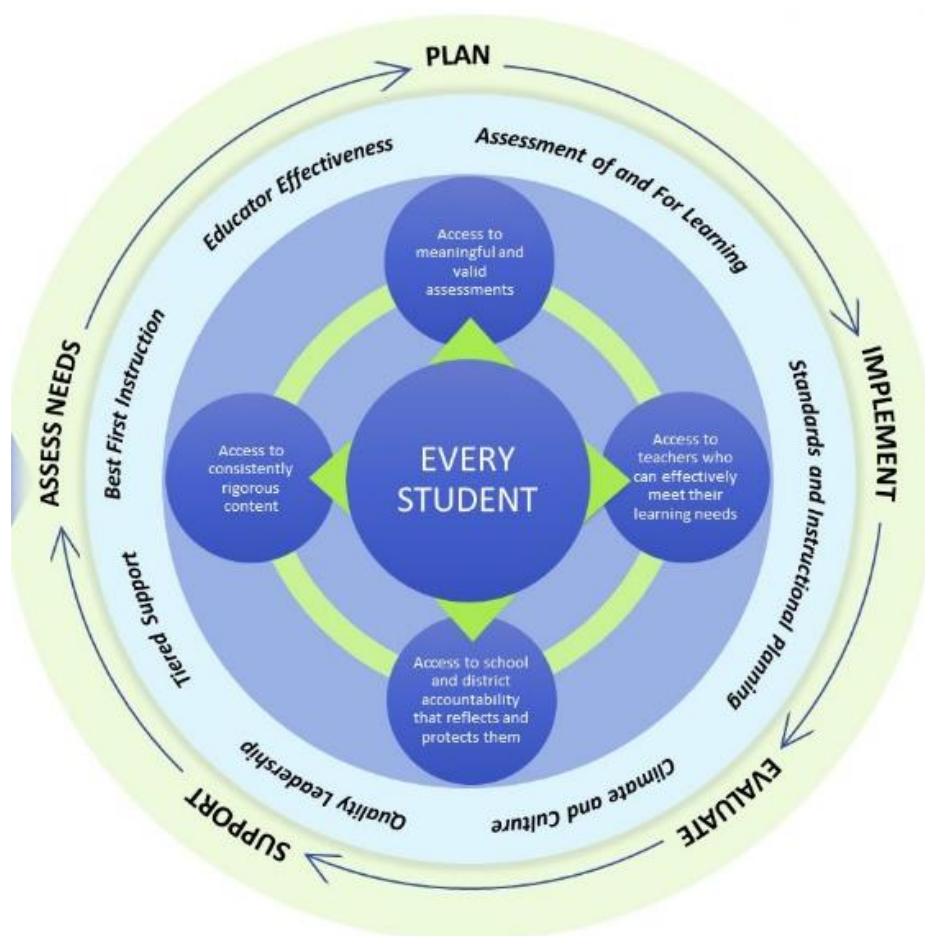 PLAN
IMPLEMENT
EVALUATE
SUPPORT
ASSESS NEEDS
Educator Effectiveness
Assessment of and For Learning
Standards and Instructional Planning
Climate and Culture
Quality Leadership
Tiered Support
Best First Instruction
Access to
meaningful and
valid
assessments
Access to
teachers who
can effectively
meet their
learning needs
Access to school
and district
accountability
that reflects and
protects them
Access to
consistently
rigorous
content
EVERY
STUDENT